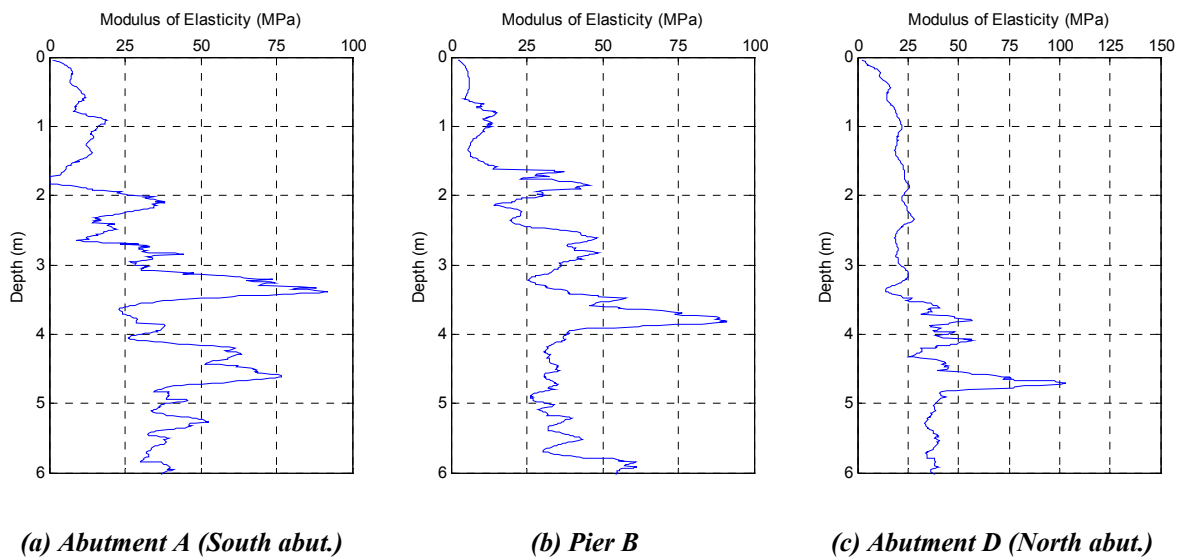 Modulus of Elasticity (MPa)
0 25 50 75 100
Depth (m)
0
1
2
3
4
5
6
(a) Abutment A (South abut.)
Modulus of Elasticity (MPa)
0 25 50 75 100
Depth (m)
0
1
2
3
4
5
6
(b) Pier B
Modulus of Elasticity (MPa)
0 25 50 75 100 125 150
Depth (m)
0
1
2
3
4
5
6
(c) Abutment D (North abut.)